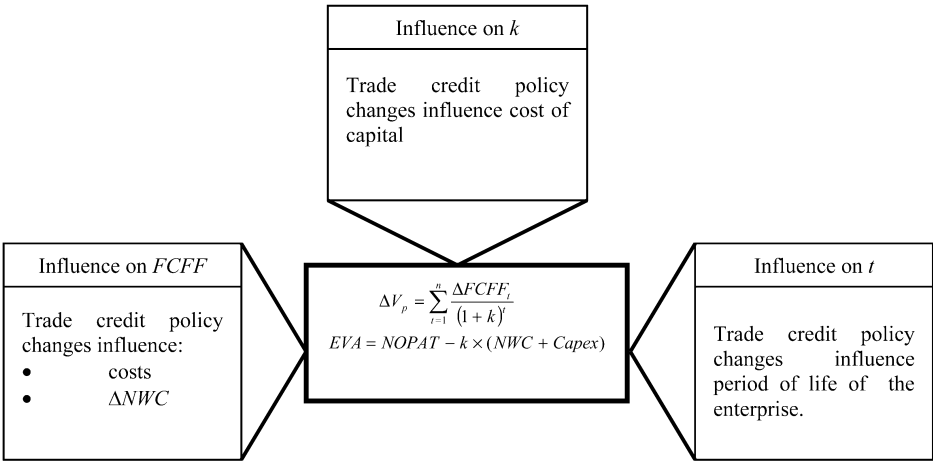 Influence on k
Trade credit policy
changes influence cost of
capital
Influence on FCFF
Trade credit policy
changes influence:
• costs
• ΔNWC
ΔV_p = ∑_{t=1}^{n} ΔFCFF_t / (1 + k)^t
EVA = NOPAT − k × (NWC + Capex)
Influence on t
Trade credit policy
changes influence
period of life of the
enterprise.